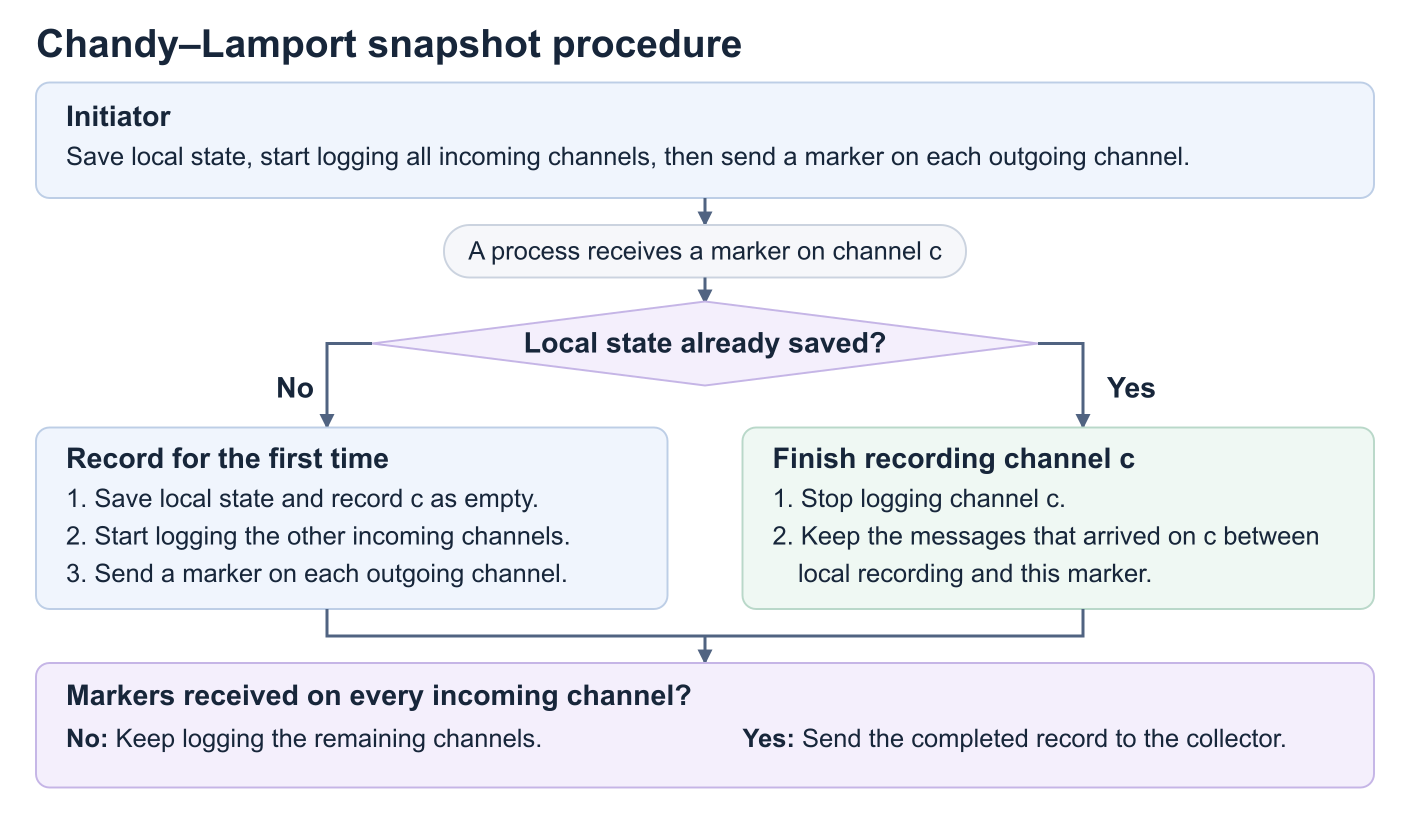 Chandy–Lamport snapshot procedure
Initiator
Save local state, start logging all incoming channels, then send a marker on each outgoing channel.
A process receives a marker on channel c
Local state already saved?
No
Yes
Record for the first time
1. Save local state and record c as empty.
2. Start logging the other incoming channels.
3. Send a marker on each outgoing channel.
Finish recording channel c
1. Stop logging channel c.
2. Keep the messages that arrived on c between
local recording and this marker.
Markers received on every incoming channel?
No: Keep logging the remaining channels.
Yes: Send the completed record to the collector.